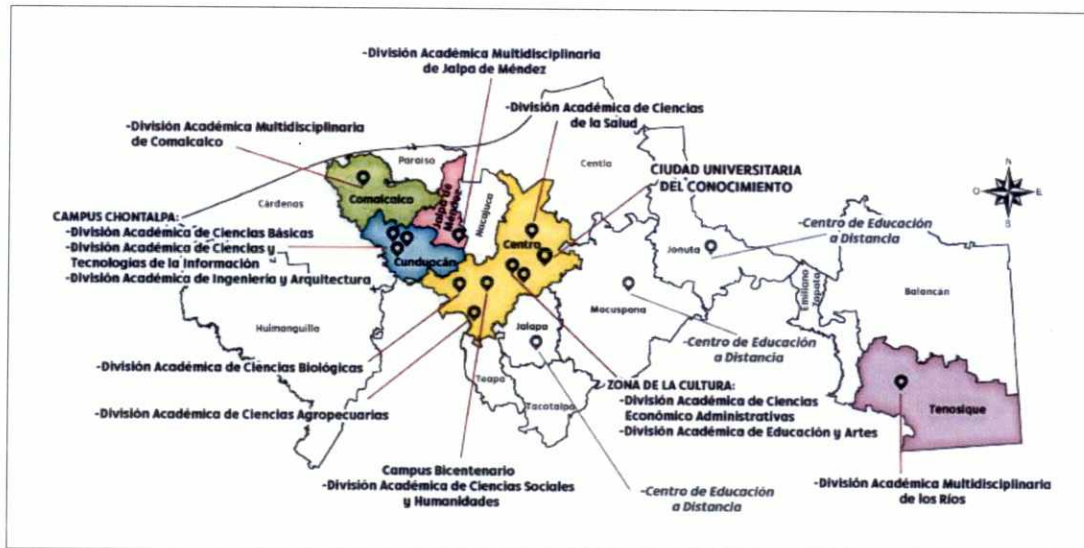 -División Académica Multidisciplinaria
de Jalpa de Méndez
-División Académica de Ciencias
de la Salud
-División Académica Multidisciplinaria
de Comalcalco
Paraíso
Centla
CIUDAD UNIVERSITARIA
DEL CONOCIMIENTO
N
O
E
S
Cárdenas
Comalcalco
Jalpa de
Méndez
Nacajuca
CAMPUS CHONTALPA:
-División Académica de Ciencias Básicas
-División Académica de Ciencias y
Tecnologías de la Información
-División Académica de Ingeniería y Arquitectura
Cunduacán
Centro
Jonuta
-Centro de Educación
a Distancia
Emiliano
Zapata
Balancán
Huimanguillo
Macuspana
Jalapa
-Centro de Educación
a Distancia
-División Académica de Ciencias Biológicas
Teapa
Tacotalpa
ZONA DE LA CULTURA:
-División Académica de Ciencias
Económico Administrativas
-División Académica de Educación y Artes
Tenosique
-División Académica de Ciencias Agropecuarias
Campus Bicentenario
-División Académica de Ciencias Sociales
y Humanidades
-Centro de Educación
a Distancia
-División Académica Multidisciplinaria
de los Ríos